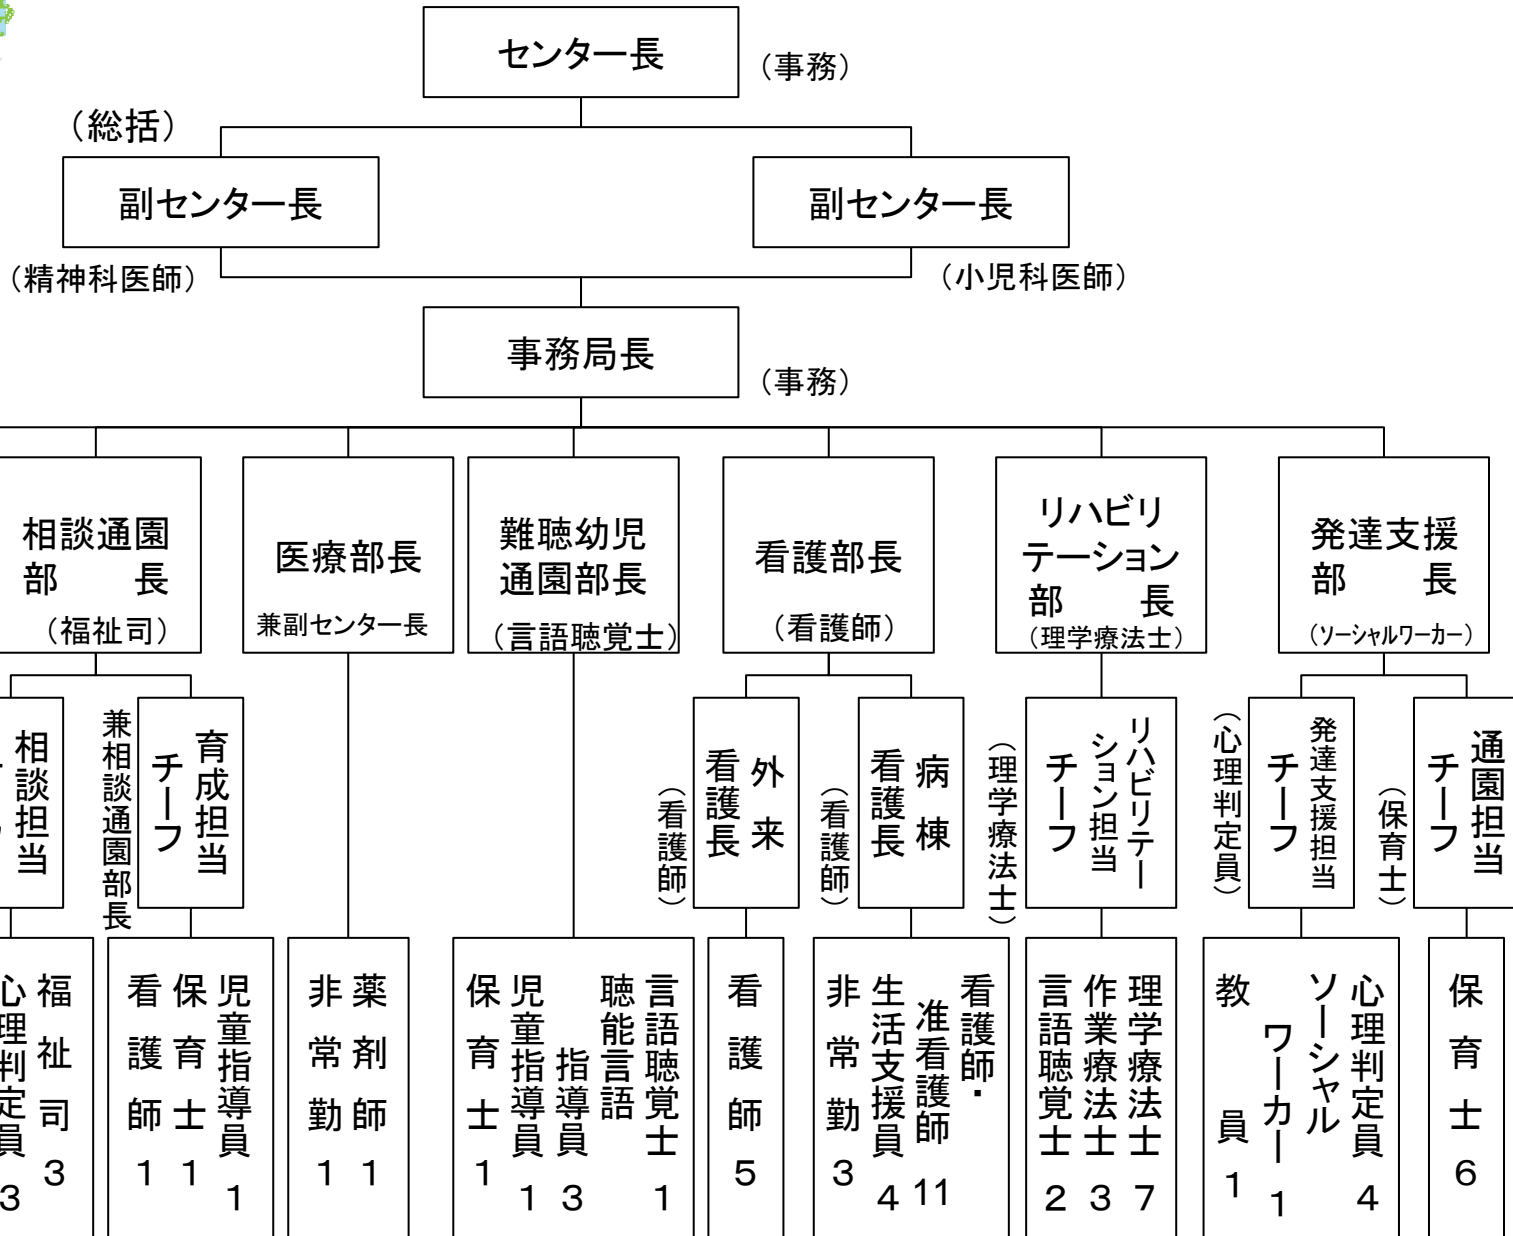 センター長
（事務）
（総括）
副センター長
副センター長
（精神科医師）
（小児科医師）
事務局長
（事務）
相談通園
部　　長
（福祉司）
医療部長
兼副センター長
難聴幼児
通園部長
（言語聴覚士）
看護部長
（看護師）
リハビリ
テーション
部　　長
（理学療法士）
発達支援
部　　長
（ソーシャルワーカー）
相談担当
兼相談通園部長
育成担当
チーフ
外来
看護長
（看護師）
病棟
看護長
（看護師）
リハビリテー
ション担当
チーフ
（理学療法士）
発達支援担当
チーフ
（心理判定員）
通園担当
チーフ
（保育士）
福祉司 3
心理判定員 3
児童指導員 1
保育士 1
看護師 1
薬剤師 1
非常勤 1
言語聴覚士 1
聴能言語
指導員 3
児童指導員 1
保育士 1
看護師 5
看護師・
准看護師 11
生活支援員 4
非常勤 3
理学療法士 7
作業療法士 3
言語聴覚士 2
心理判定員 4
ソーシャル
ワーカー 1
教員 1
保育士 6